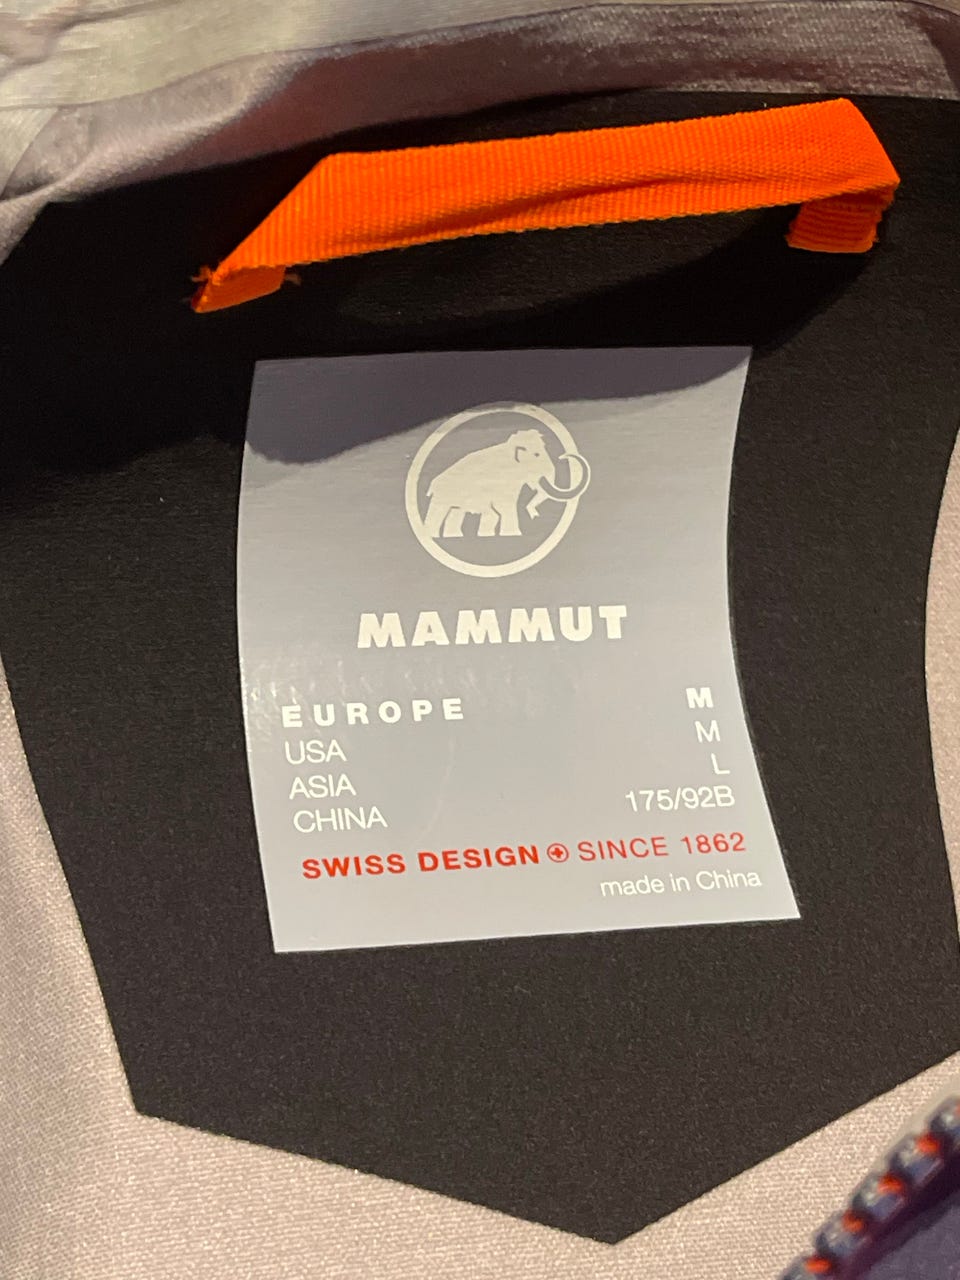 MAMMUT
EUROPE M
USA M
ASIA L
CHINA 175/92B
SWISS DESIGN SINCE 1862
made in China